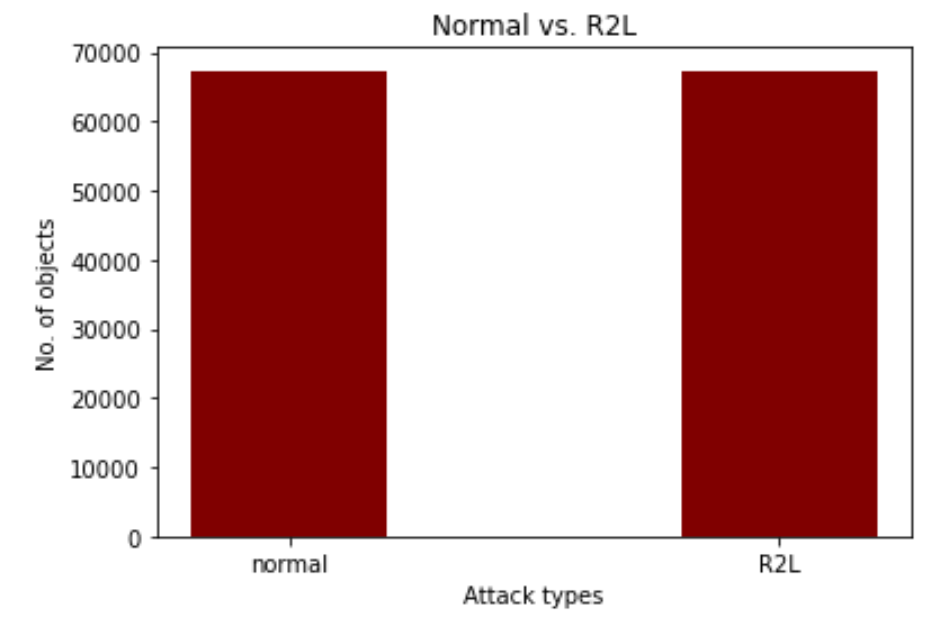 Normal vs. R2L
70000
60000
50000
40000
30000
20000
10000
0
No. of objects
normal
R2L
Attack types